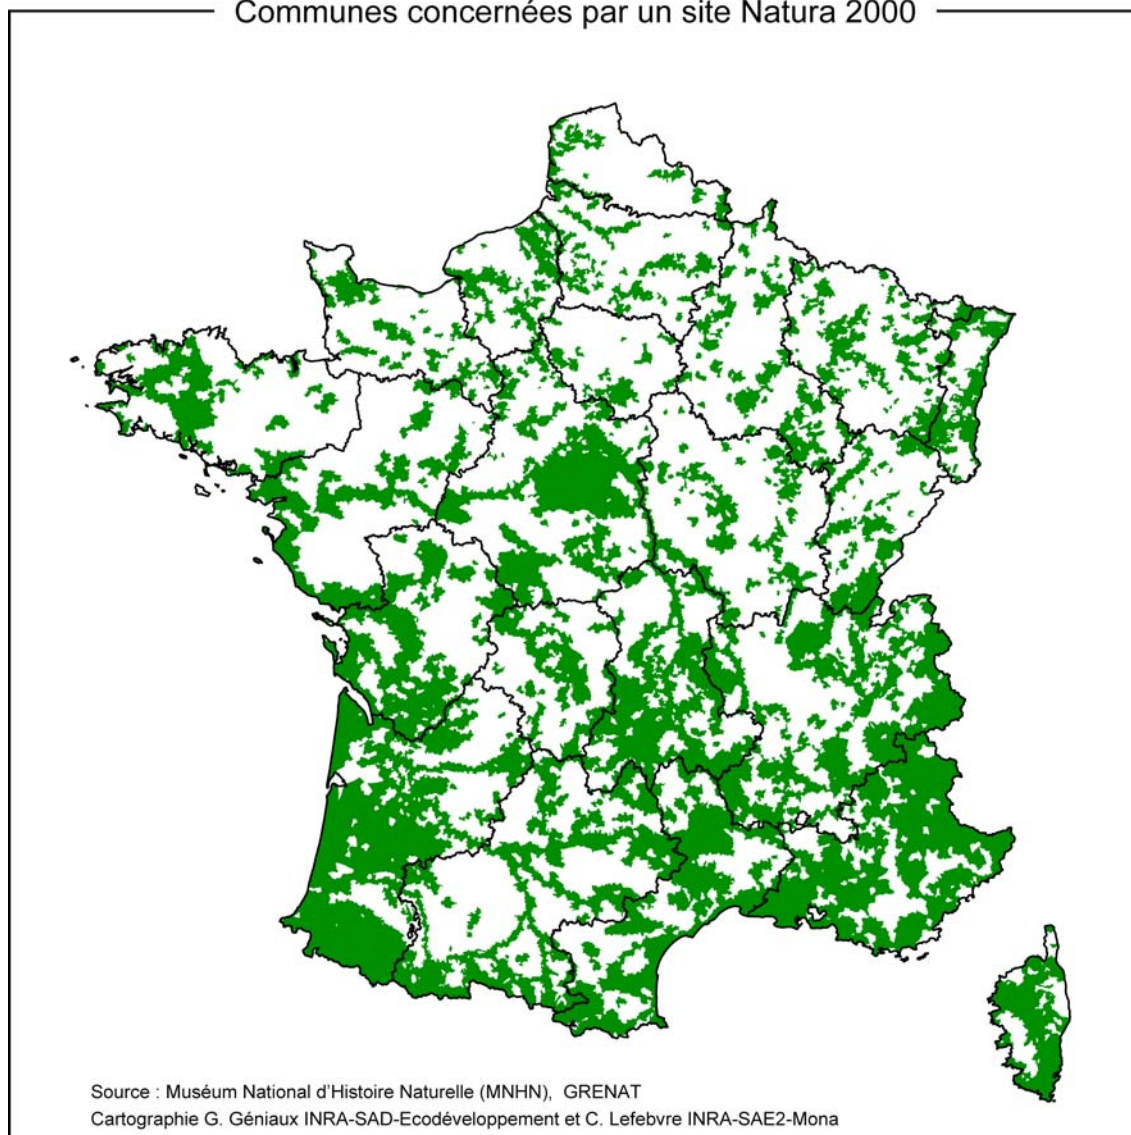 Communes concernées par un site Natura 2000
Source : Muséum National d'Histoire Naturelle (MNHN), GRENAT
Cartographie G. Géniaux INRA-SAD-Ecodéveloppement et C. Lefebvre INRA-SAE2-Mona